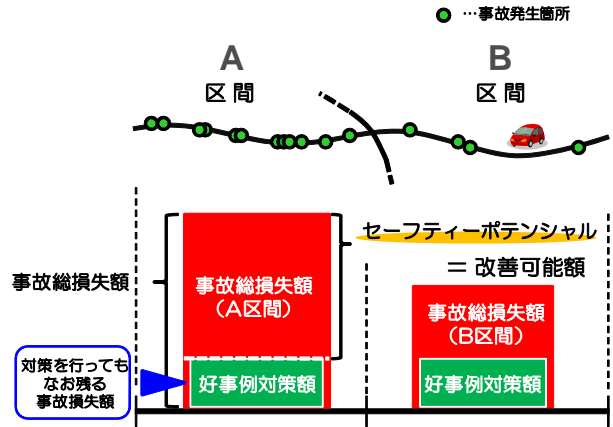 …事故発生箇所
A
区間
B
区間
セーフティーポテンシャル
＝改善可能額
事故総損失額
事故総損失額
（A区間）
事故総損失額
（B区間）
対策を行っても
なお残る
事故損失額
好事例対策額
好事例対策額